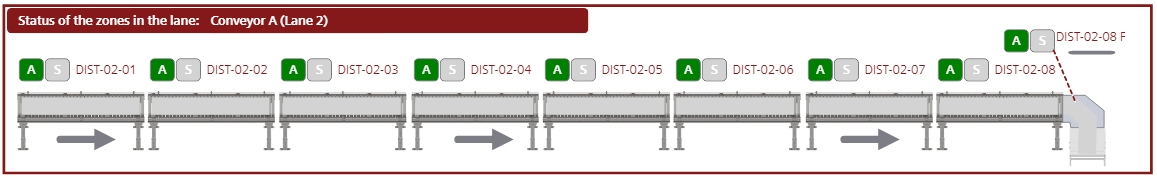 Status of the zones in the lane: Conveyor A (Lane 2)
A S DIST-02-08 F
A S DIST-02-01 A S DIST-02-02 A S DIST-02-03 A S DIST-02-04 A S DIST-02-05 A S DIST-02-06 A S DIST-02-07 A S DIST-02-08